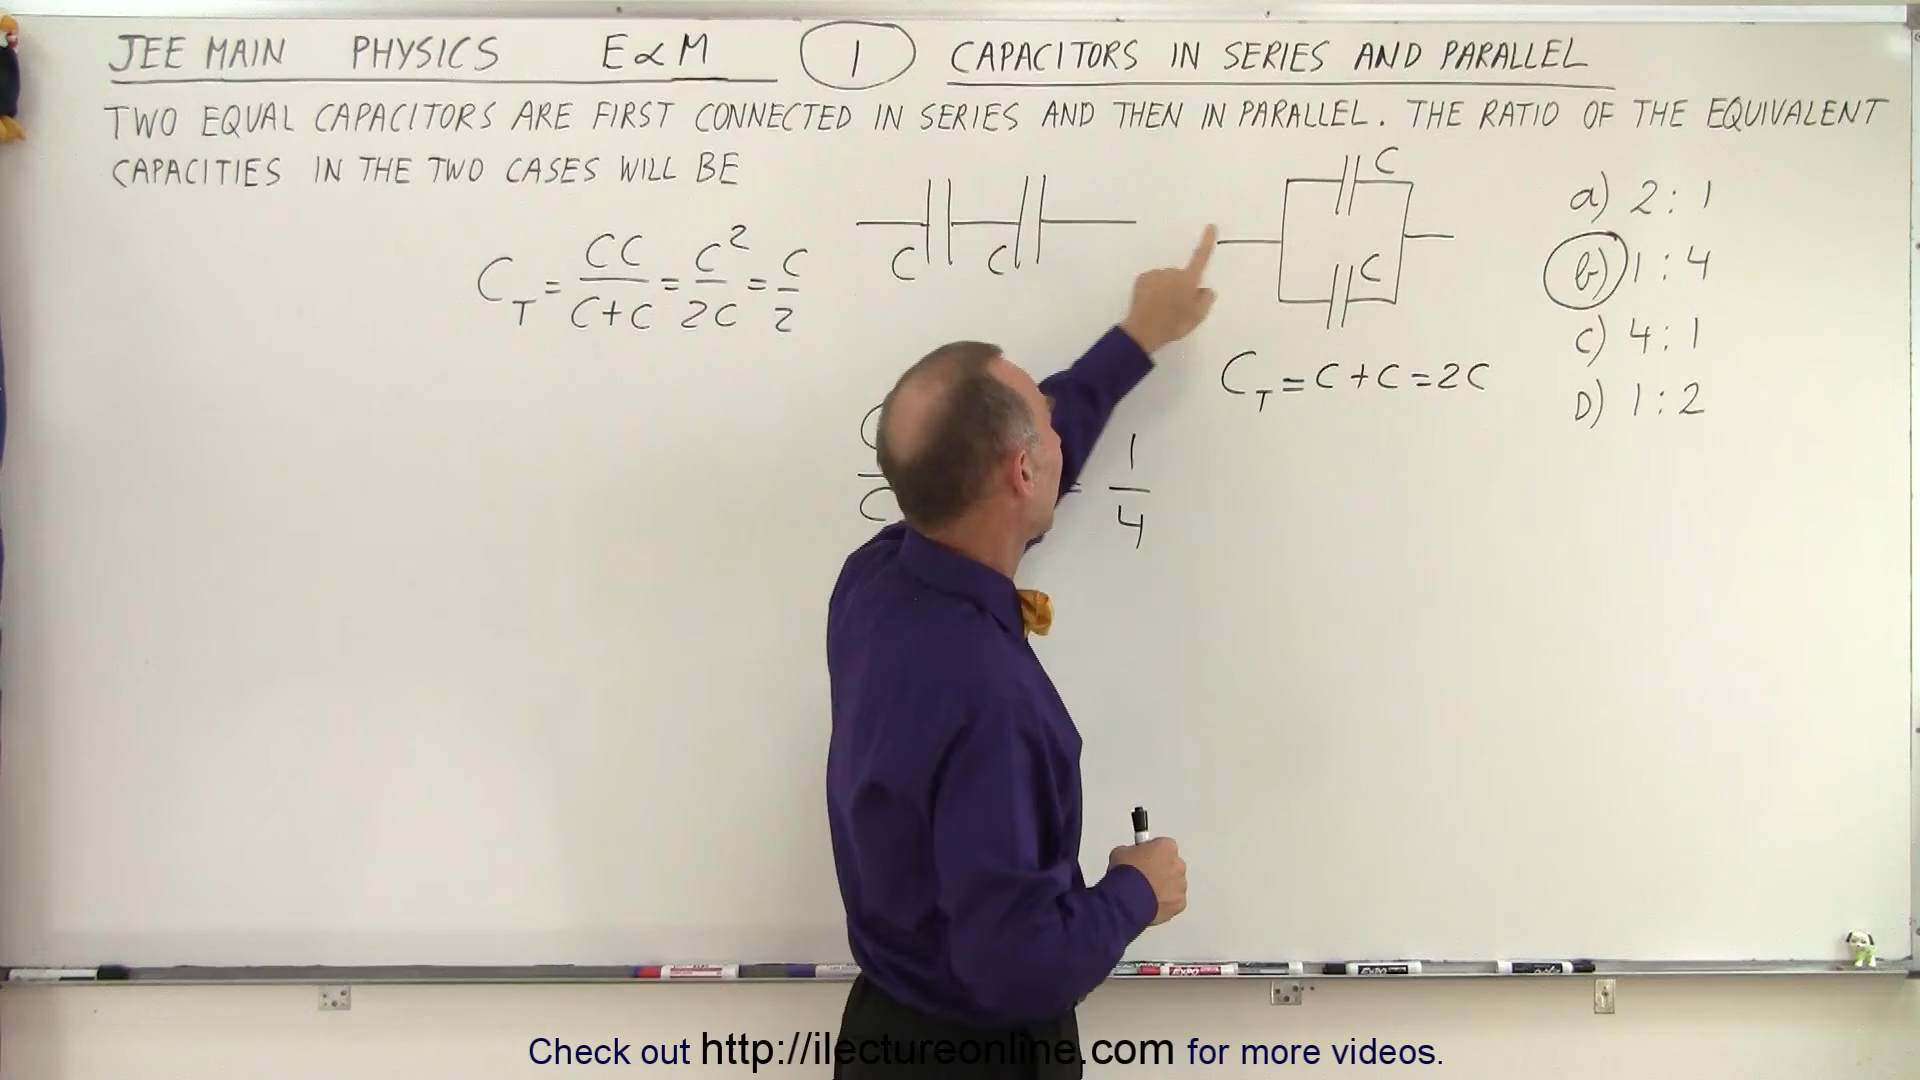 JEE MAIN PHYSICS E&M 1 CAPACITORS IN SERIES AND PARALLEL
TWO EQUAL CAPACITORS ARE FIRST CONNECTED IN SERIES AND THEN IN PARALLEL. THE RATIO OF THE EQUIVALENT
CAPACITIES IN THE TWO CASES WILL BE
C C
C
C
C_T = CC/(C+C) = C²/2C = C/2
C_T = C + C = 2C
a) 2 : 1
b) 1 : 4
c) 4 : 1
D) 1 : 2
= 1/4
EXPO
EXPO
Check out http://ilectureonline.com for more videos.